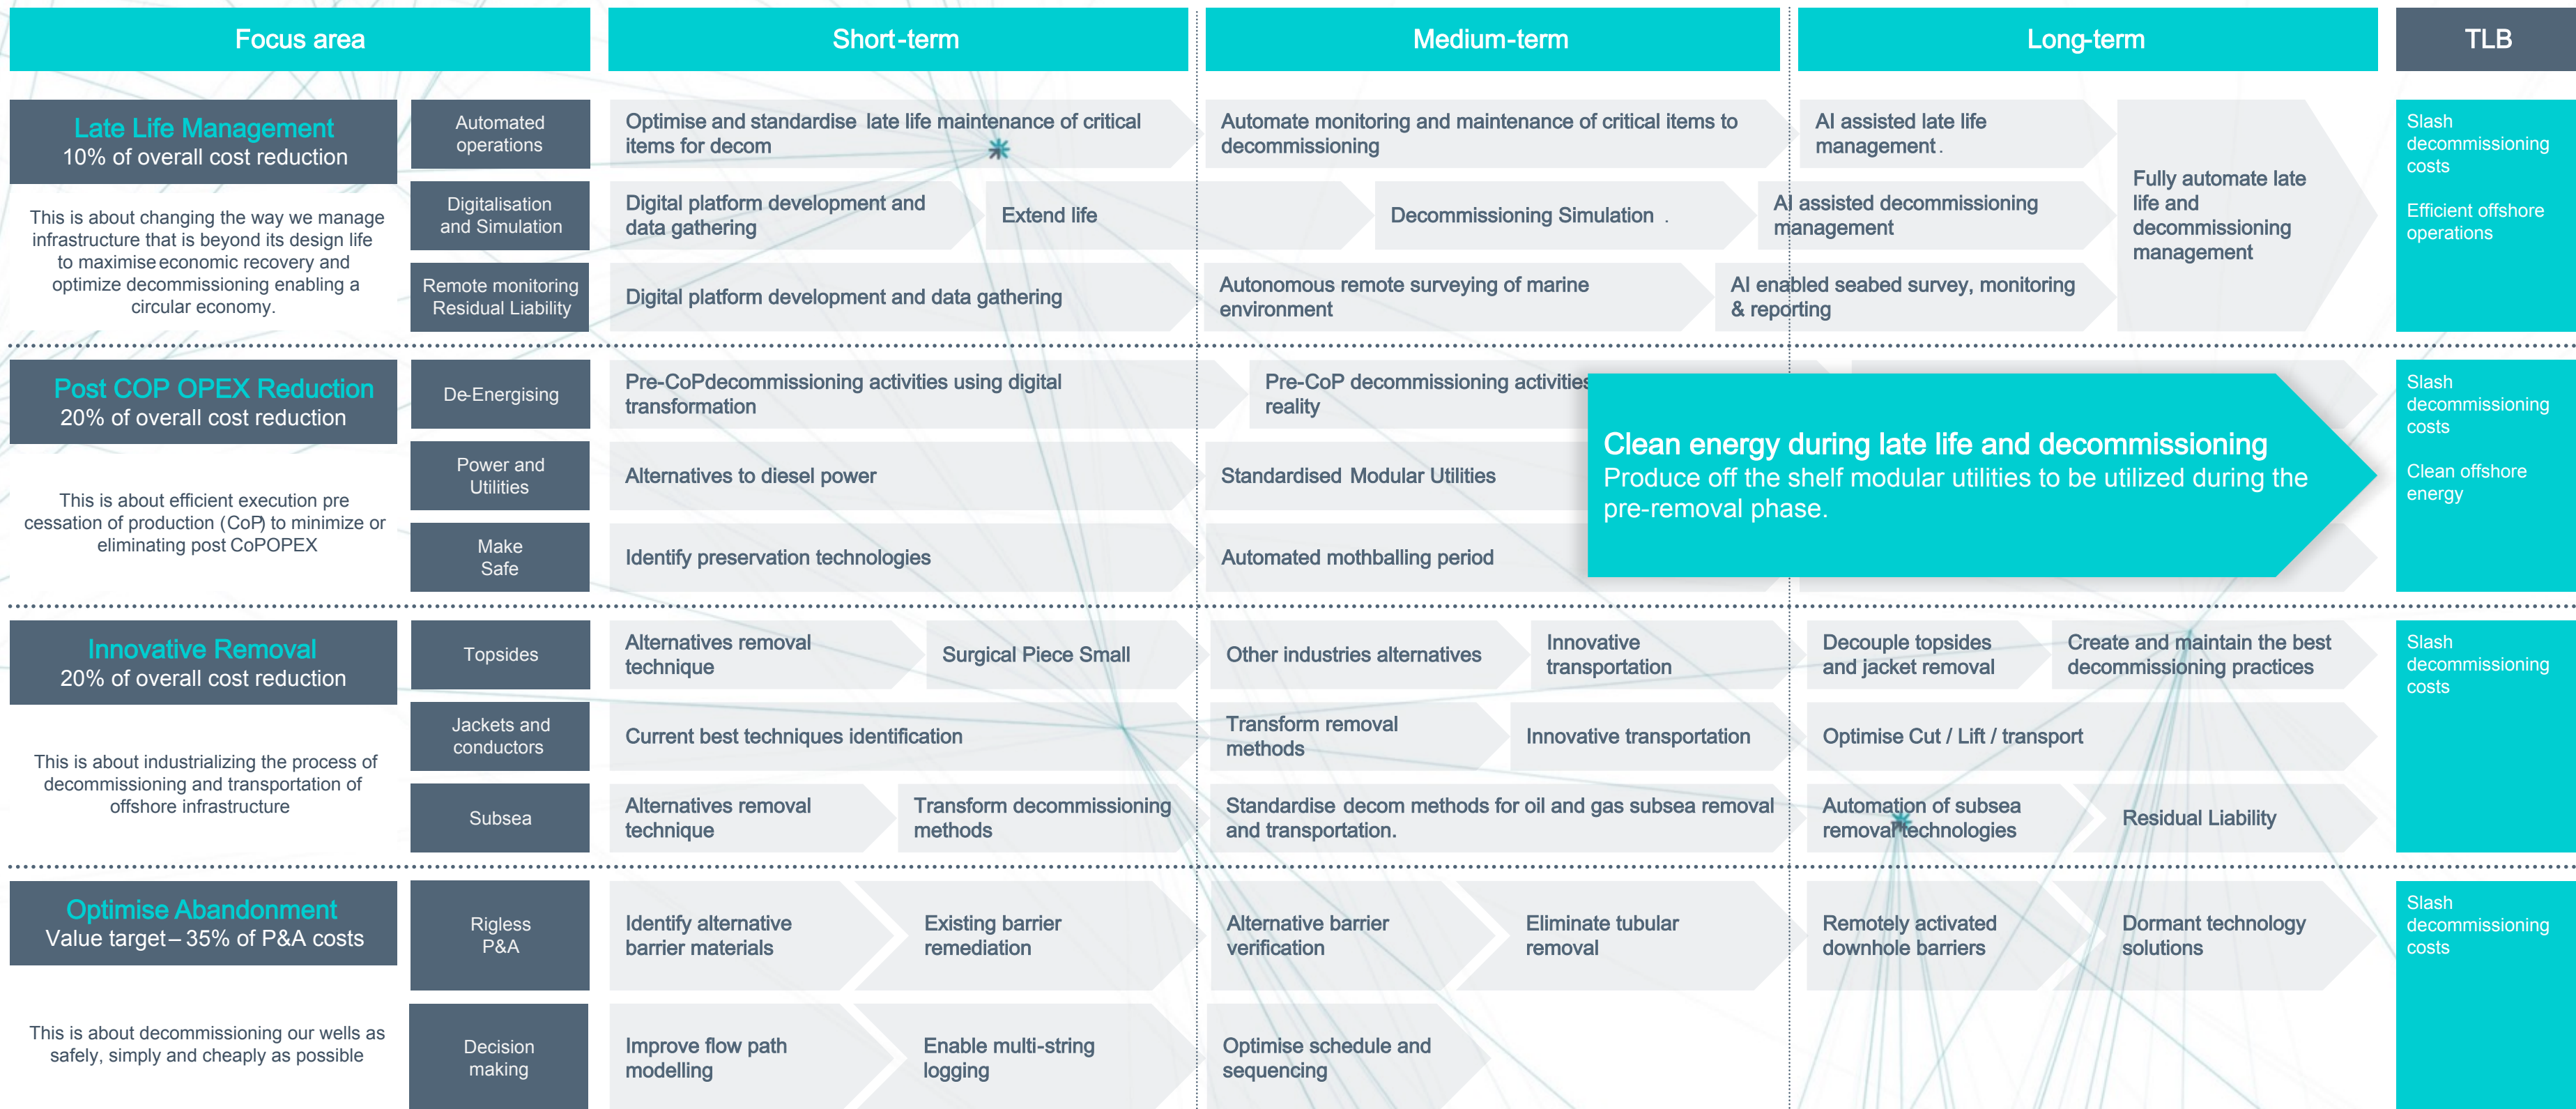 Focus area
Short-term
Medium-term
Long-term
TLB
Late Life Management
10% of overall cost reduction
This is about changing the way we manage
infrastructure that is beyond its design life
to maximise economic recovery and
optimize decommissioning enabling a
circular economy.
Automated
operations
Optimise and standardise late life maintenance of critical
items for decom
Automate monitoring and maintenance of critical items to
decommissioning
AI assisted late life
management .
Digitalisation
and Simulation
Digital platform development and
data gathering
Extend life
Decommissioning Simulation .
AI assisted decommissioning
management
Remote monitoring
Residual Liability
Digital platform development and data gathering
Autonomous remote surveying of marine
environment
AI enabled seabed survey, monitoring
& reporting
Fully automate late
life and
decommissioning
management
Slash
decommissioning
costs
Efficient offshore
operations
Post COP OPEX Reduction
20% of overall cost reduction
This is about efficient execution pre
cessation of production (CoP) to minimize or
eliminating post CoPOPEX
De-Energising
Pre-CoPdecommissioning activities using digital
transformation
Pre-CoP decommissioning activities
reality
Power and
Utilities
Alternatives to diesel power
Standardised Modular Utilities
Make
Safe
Identify preservation technologies
Automated mothballing period
Clean energy during late life and decommissioning
Produce off the shelf modular utilities to be utilized during the
pre-removal phase.
Slash
decommissioning
costs
Clean offshore
energy
Innovative Removal
20% of overall cost reduction
This is about industrializing the process of
decommissioning and transportation of
offshore infrastructure
Topsides
Alternatives removal
technique
Surgical Piece Small
Other industries alternatives
Innovative
transportation
Decouple topsides
and jacket removal
Create and maintain the best
decommissioning practices
Jackets and
conductors
Current best techniques identification
Transform removal
methods
Innovative transportation
Optimise Cut / Lift / transport
Subsea
Alternatives removal
technique
Transform decommissioning
methods
Standardise decom methods for oil and gas subsea removal
and transportation.
Automation of subsea
removal technologies
Residual Liability
Slash
decommissioning
costs
Optimise Abandonment
Value target – 35% of P&A costs
This is about decommissioning our wells as
safely, simply and cheaply as possible
Rigless
P&A
Identify alternative
barrier materials
Existing barrier
remediation
Alternative barrier
verification
Eliminate tubular
removal
Remotely activated
downhole barriers
Dormant technology
solutions
Decision
making
Improve flow path
modelling
Enable multi-string
logging
Optimise schedule and
sequencing
Slash
decommissioning
costs